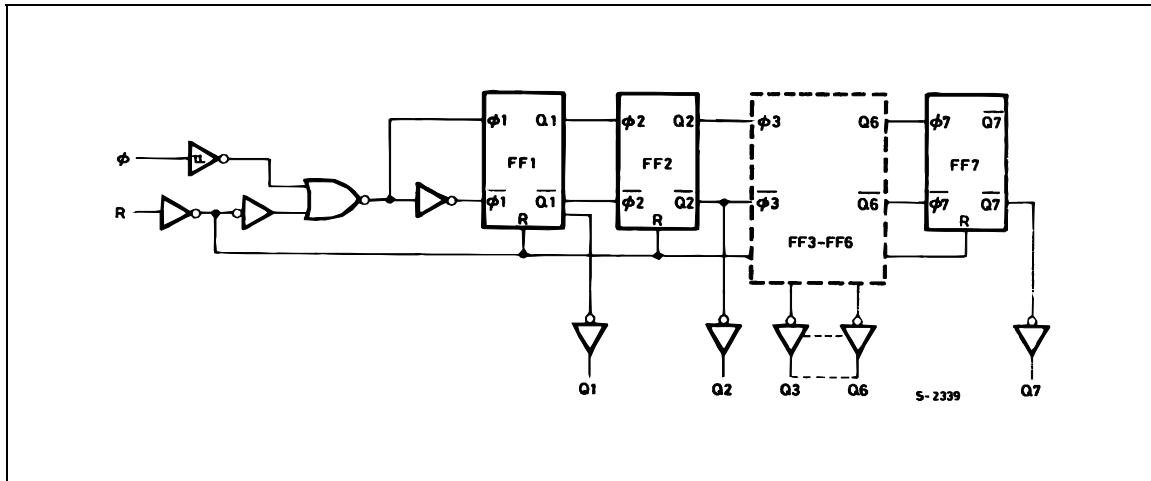 ϕ1 Q1 ϕ2 Q2 ϕ3 Q6 ϕ7 Q̅7̅
ϕ FF1 FF2 FF7
R ϕ̅1̅ Q̅1̅ ϕ̅2̅ Q̅2̅ ϕ̅3̅ Q̅6̅ ϕ̅7̅ Q̅7̅
R R R
FF3-FF6
Q1 Q2 Q3 Q6 Q7
S-2339